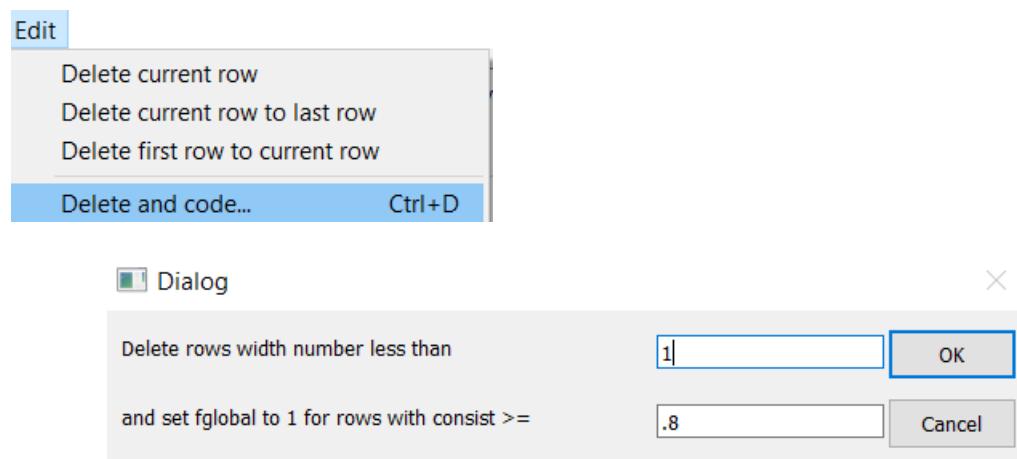 Edit
Delete current row
Delete current row to last row
Delete first row to current row
Delete and code... Ctrl+D
Dialog
Delete rows width number less than 1 OK
and set fglobal to 1 for rows with consist >= .8 Cancel